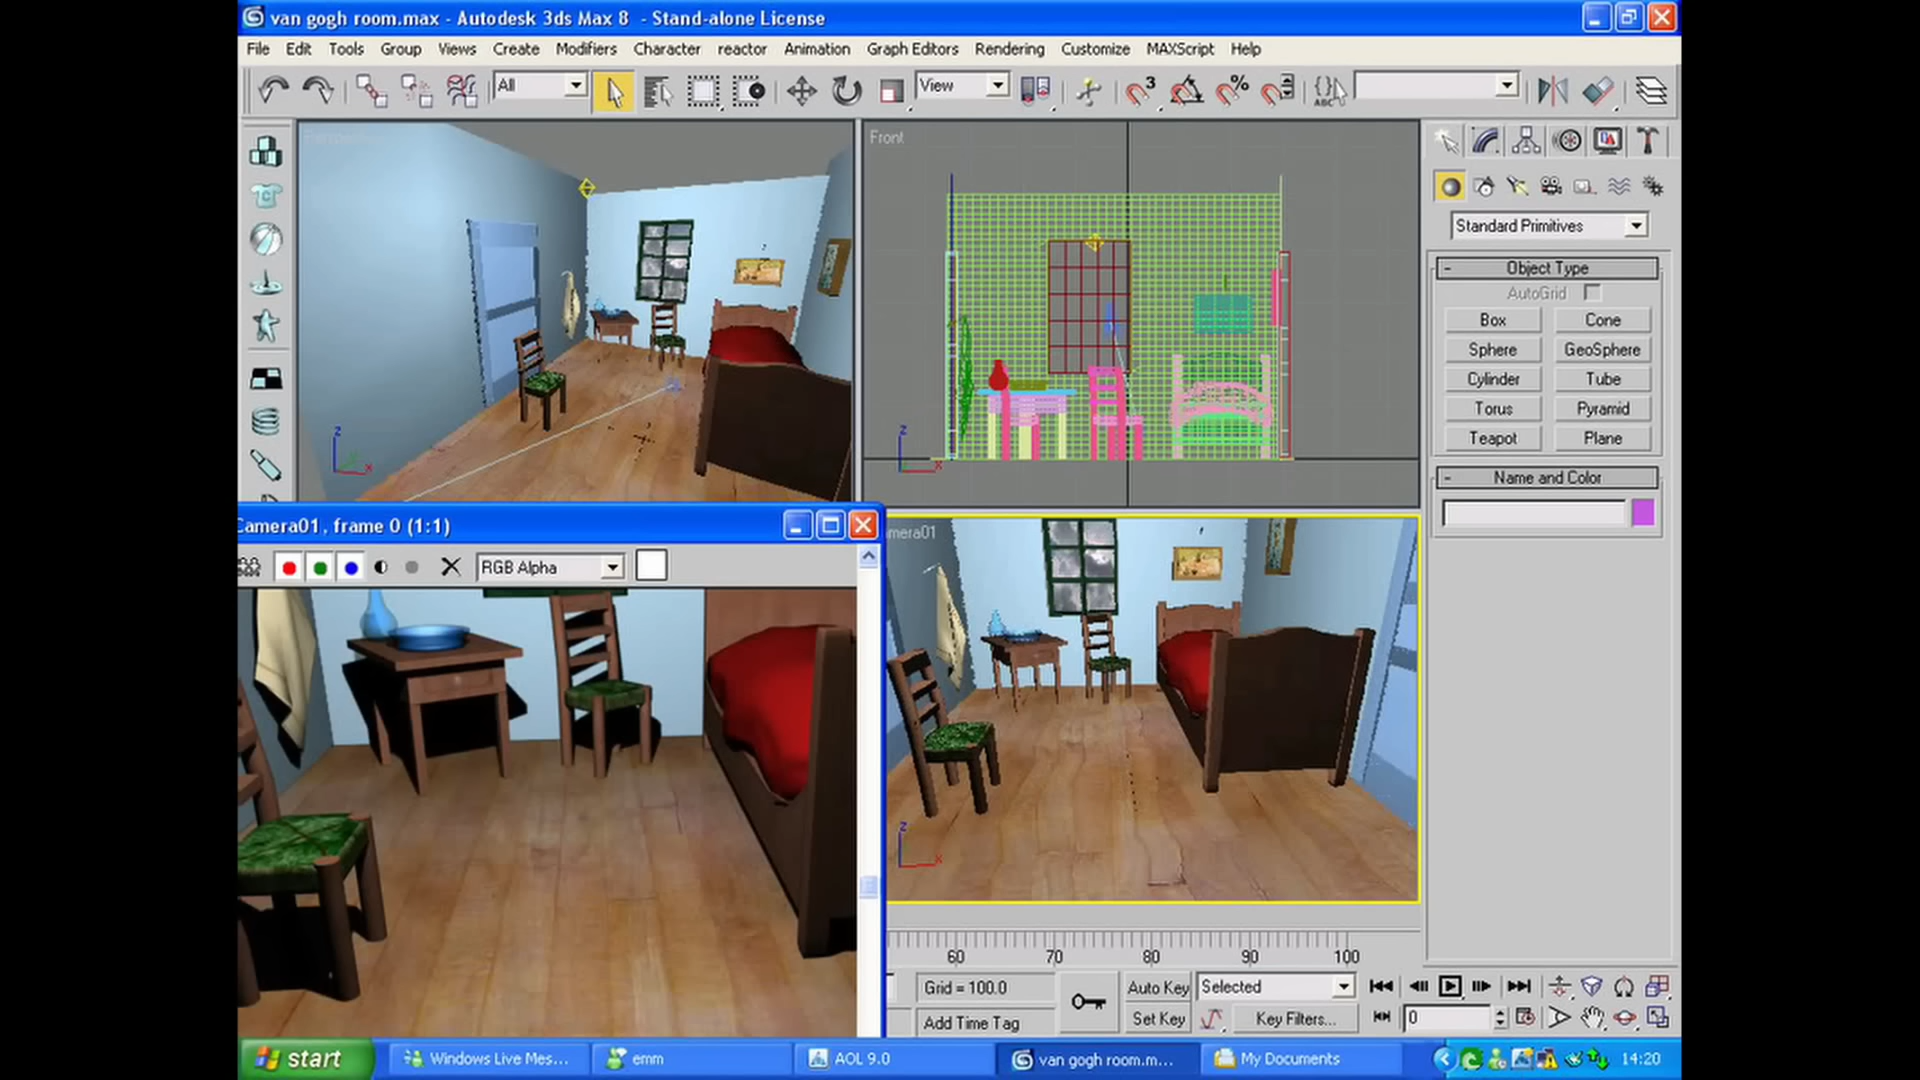 van gogh room.max - Autodesk 3ds Max 8 - Stand-alone License
File Edit Tools Group Views Create Modifiers Character reactor Animation Graph Editors Rendering Customize MAXScript Help
All
View
3
%
ABC
Front
Standard Primitives
- Object Type
AutoGrid
Box Cone
Sphere GeoSphere
Cylinder Tube
Torus Pyramid
Teapot Plane
- Name and Color
z
x
z
x
Camera01, frame 0 (1:1)
RGB Alpha
mera01
z
x
60 70 80 90 100
Grid = 100.0
Auto Key
Selected
Add Time Tag
Set Key
Key Filters...
0
start
Windows Live Mes...
emm
AOL 9.0
van gogh room.m...
My Documents
14:20